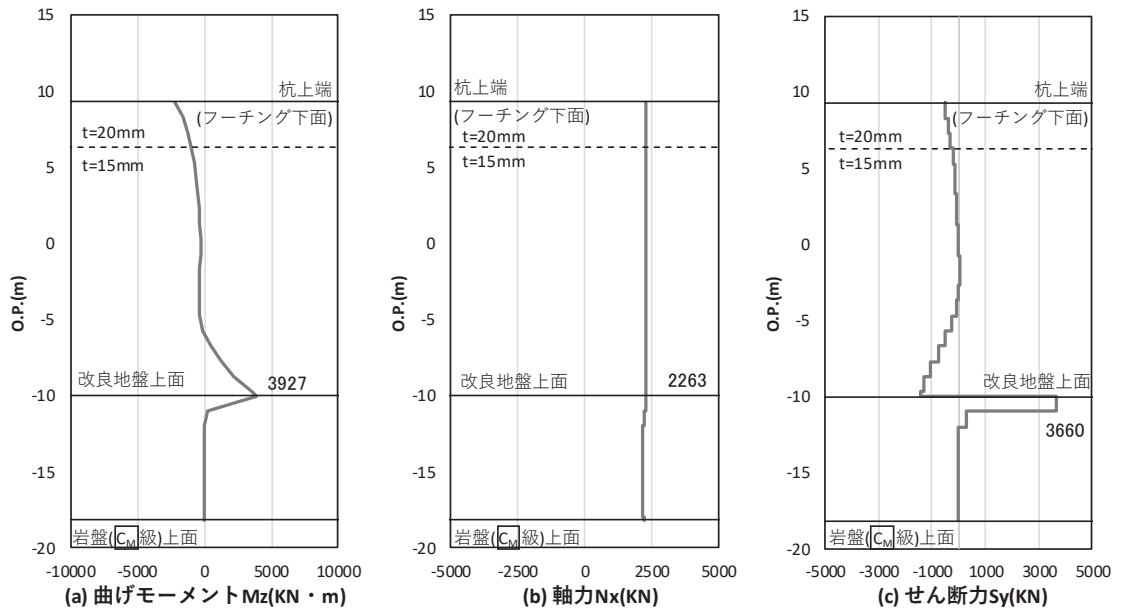 15
10
5
0
-5
-10
-15
-20
O.P.(m)
杭上端
(フーチング下面)
t=20mm
t=15mm
改良地盤上面
3927
岩盤(CM級)上面
-10000 -5000 0 5000 10000
(a) 曲げモーメントMz(KN・m)
15
10
5
0
-5
-10
-15
-20
O.P.(m)
杭上端
(フーチング下面)
t=20mm
t=15mm
改良地盤上面
2263
岩盤(CM級)上面
-5000 -2500 0 2500 5000
(b) 軸力Nx(KN)
15
10
5
0
-5
-10
-15
-20
O.P.(m)
杭上端
(フーチング下面)
t=20mm
t=15mm
改良地盤上面
3660
岩盤(CM級)上面
-5000 -3000 -1000 1000 3000 5000
(c) せん断力Sy(KN)